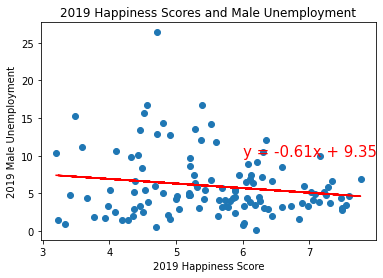 2019 Happiness Scores and Male Unemployment
2019 Male Unemployment
25
20
15
10
5
0
y = -0.61x + 9.35
3
4
5
6
7
2019 Happiness Score